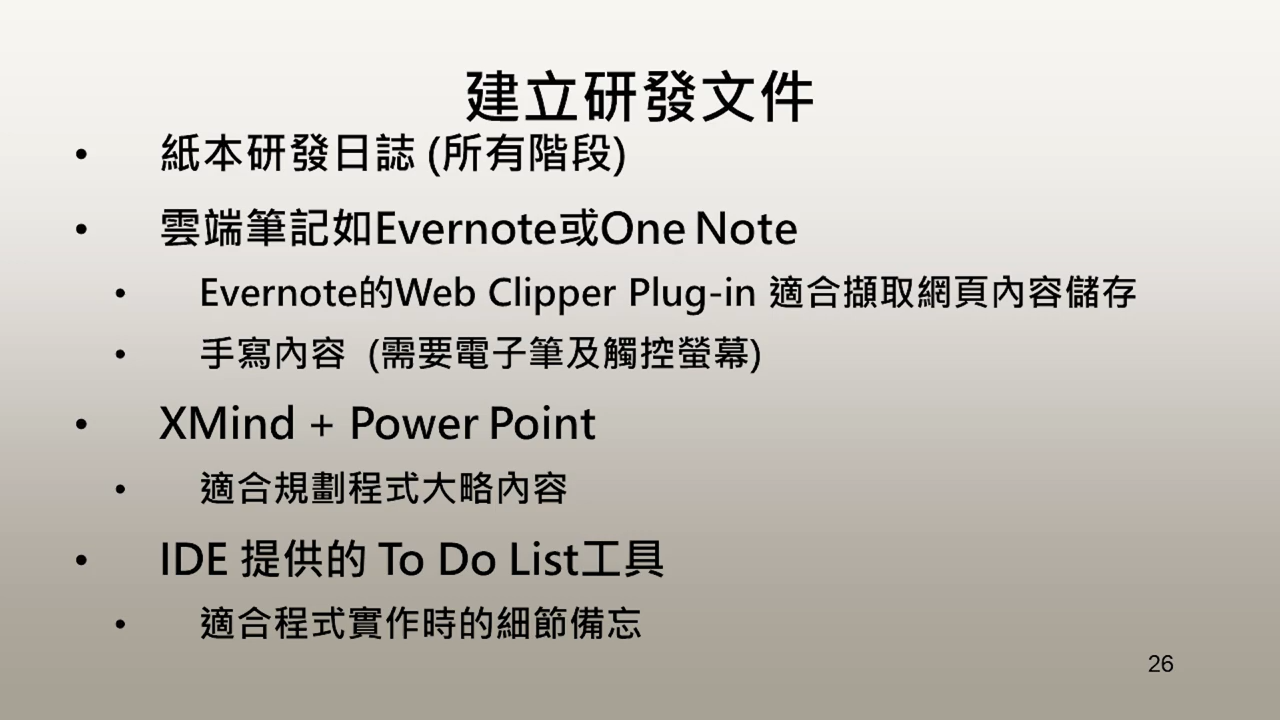 建立研發文件
• 紙本研發日誌 (所有階段)
• 雲端筆記如Evernote或One Note
• Evernote的Web Clipper Plug-in 適合擷取網頁內容儲存
• 手寫內容 (需要電子筆及觸控螢幕)
• XMind + Power Point
• 適合規劃程式大略內容
• IDE 提供的 To Do List工具
• 適合程式實作時的細節備忘
26